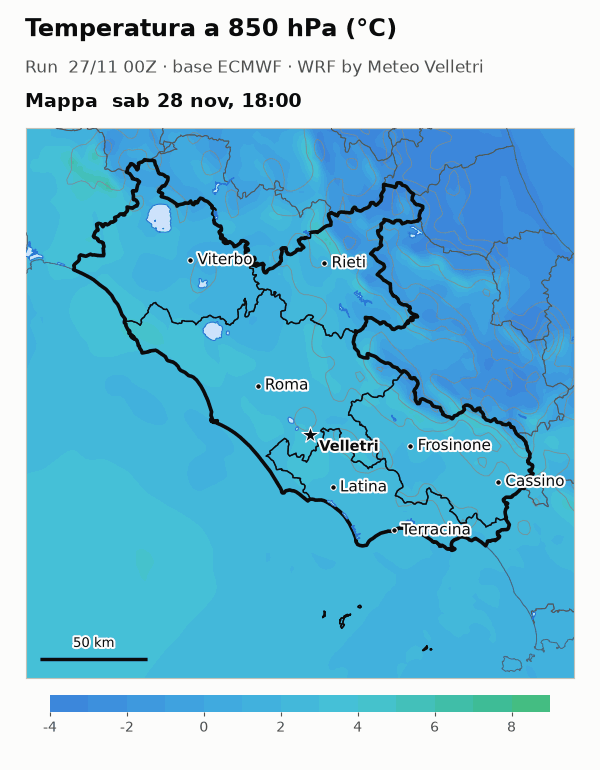 Temperatura a 850 hPa (°C)
Run  27/11 00Z · base ECMWF · WRF by Meteo Velletri
Mappa  sab 28 nov, 18:00
Viterbo
Rieti
Roma
Velletri
Frosinone
Cassino
Latina
Terracina
50 km
-4 -2 0 2 4 6 8